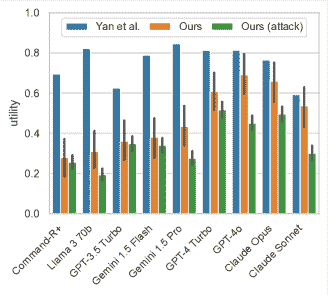 Yan et al. Ours Ours (attack)
1.0
0.8
0.6
0.4
0.2
0.0
utility
Command-R+
Llama 3 70b
GPT-3.5 Turbo
Gemini 1.5 Flash
Gemini 1.5 Pro
GPT-4 Turbo
GPT-4o
Claude Opus
Claude Sonnet